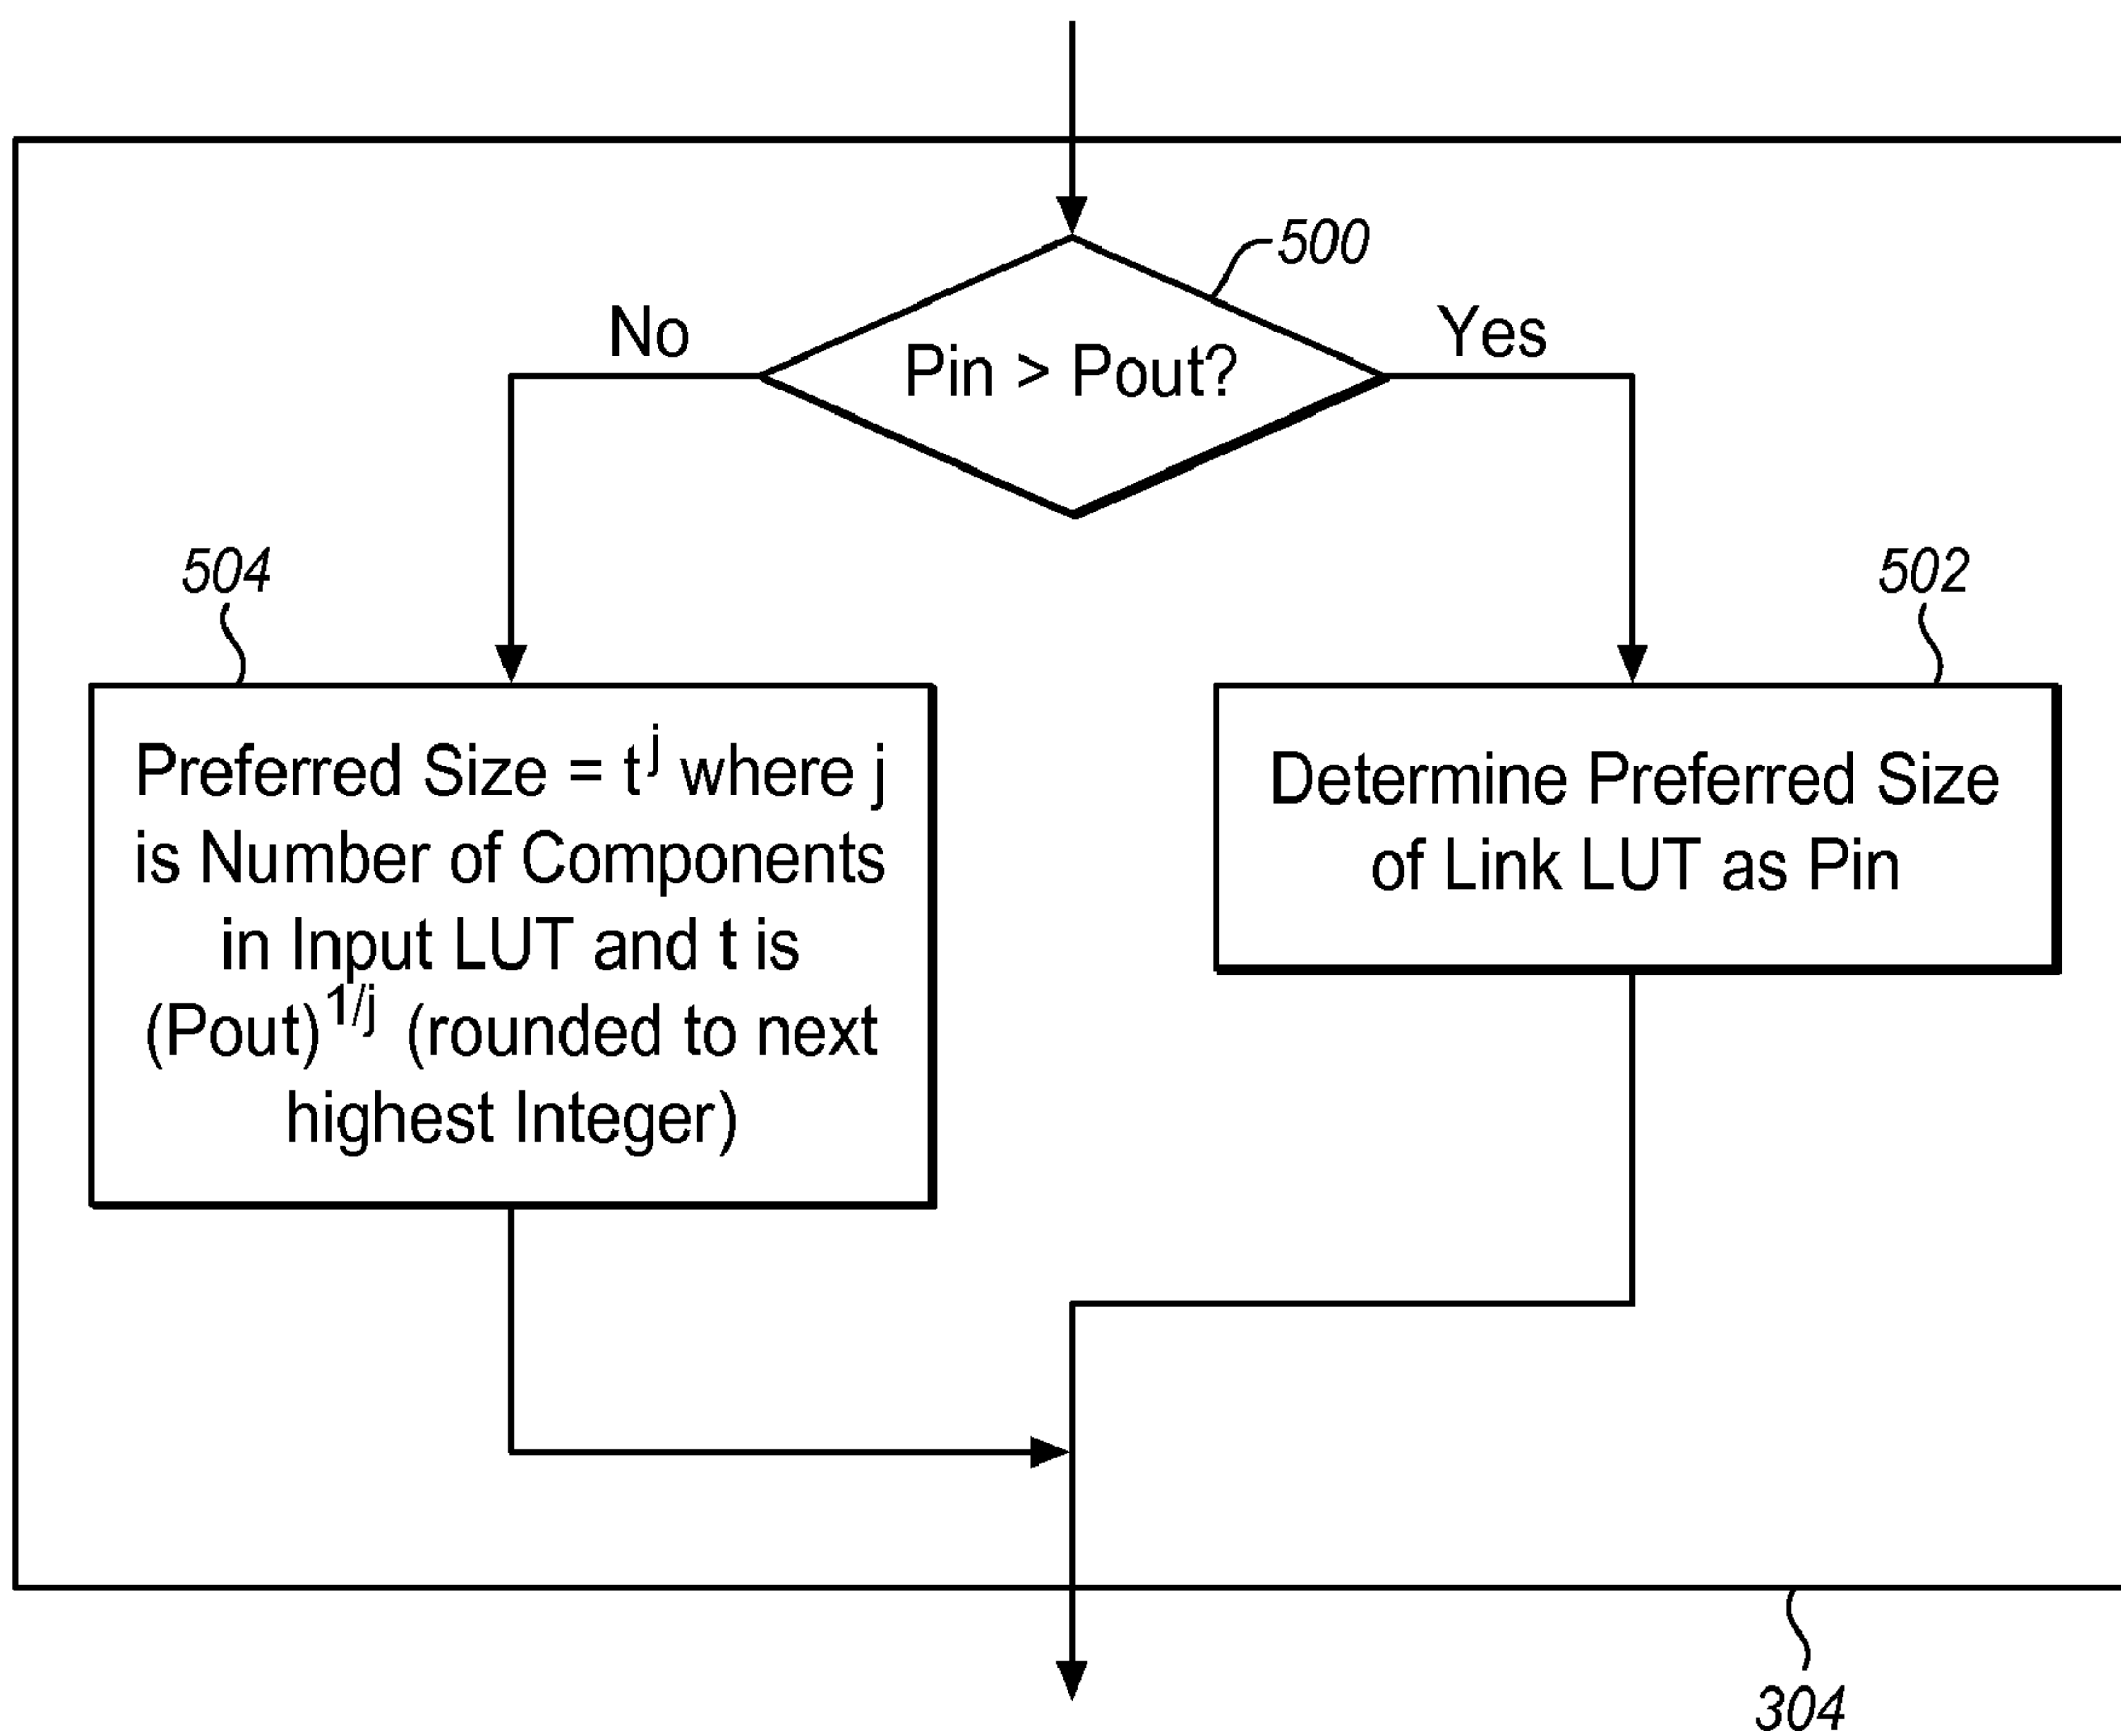 500
No
Pin > Pout?
Yes
504
502
Preferred Size = t^j where j
is Number of Components
in Input LUT and t is
(Pout)^1/j (rounded to next
highest Integer)
Determine Preferred Size
of Link LUT as Pin
304